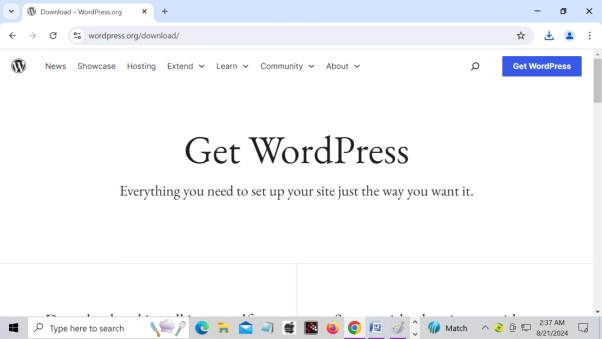 Download – WordPress.org
wordpress.org/download/
News Showcase Hosting Extend Learn Community About Get WordPress
Get WordPress
Everything you need to set up your site just the way you want it.
Type here to search
Match
2:37 AM
8/21/2024